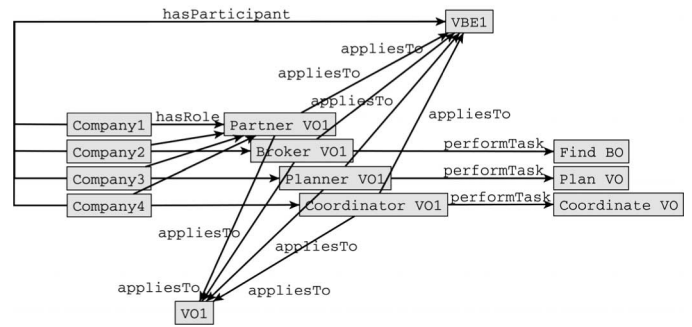 hasParticipant
VBE1
appliesTo
appliesTo
appliesTo
appliesTo
Company1
hasRole
Partner VO1
Company2
Broker VO1
performTask
Find BO
Company3
Planner VO1
performTask
Plan VO
Company4
Coordinator VO1
performTask
Coordinate VO
appliesTo
appliesTo
appliesTo
appliesTo
VO1